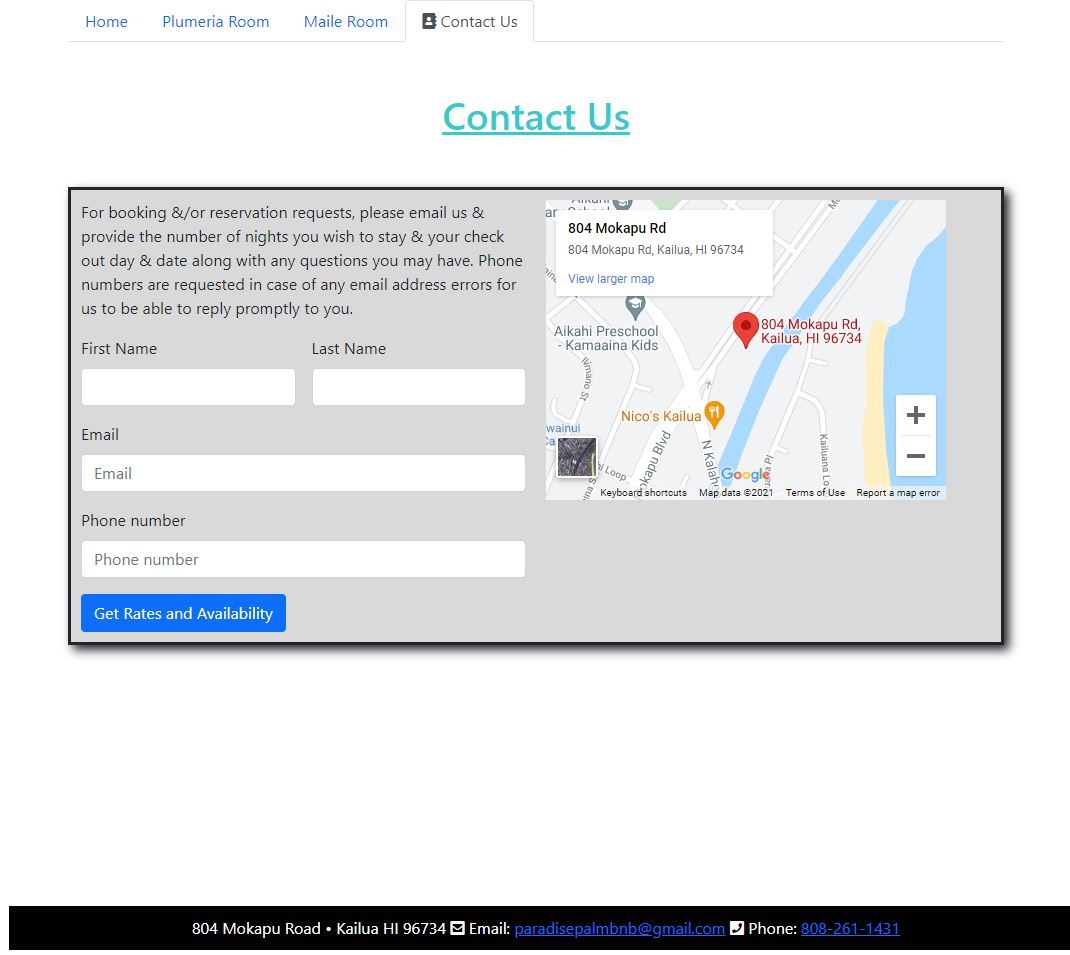 Home Plumeria Room Maile Room Contact Us
Contact Us
For booking &/or reservation requests, please email us &
provide the number of nights you wish to stay & your check
out day & date along with any questions you may have. Phone
numbers are requested in case of any email address errors for
us to be able to reply promptly to you.
First Name Last Name
Email
Email
Phone number
Phone number
Get Rates and Availability
804 Mokapu Rd
804 Mokapu Rd, Kailua, HI 96734
View larger map
Aikahi Preschool
- Kamaaina Kids
804 Mokapu Rd,
Kailua, HI 96734
Nico's Kailua
Google
Keyboard shortcuts Map data ©2021 Terms of Use Report a map error
804 Mokapu Road • Kailua HI 96734 Email: paradisepalmbnb@gmail.com Phone: 808-261-1431